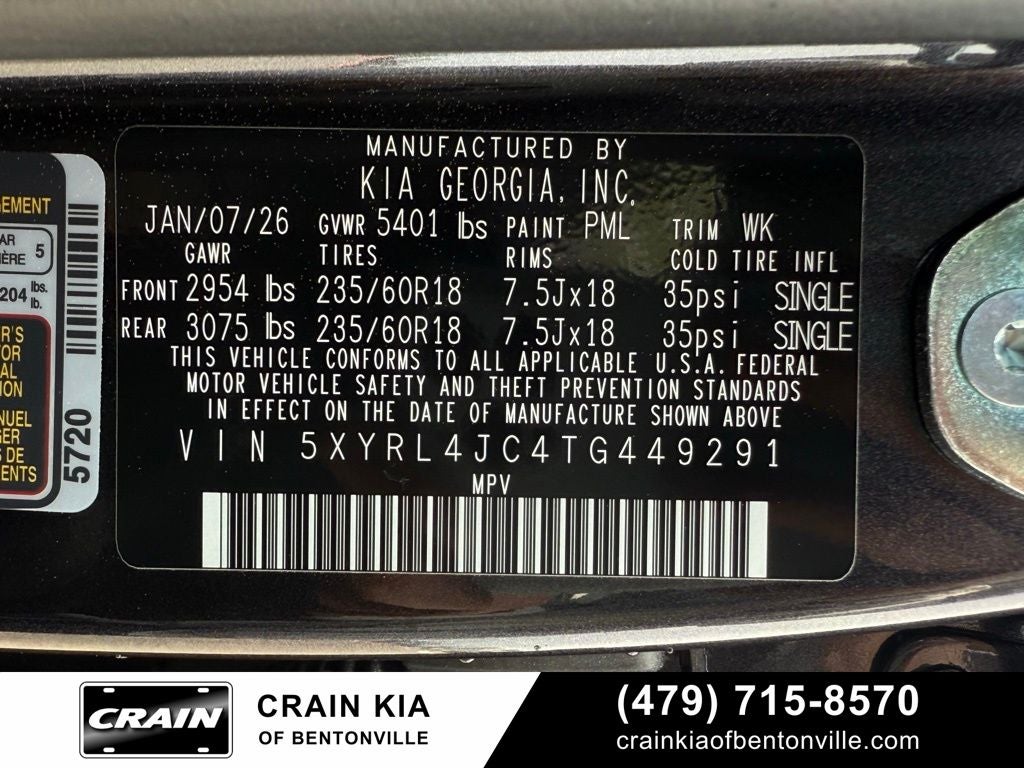 MANUFACTURED BY
KIA GEORGIA, INC.
JAN/07/26 GVWR 5401 lbs PAINT PML TRIM WK
GAWR TIRES RIMS COLD TIRE INFL
FRONT 2954 lbs 235/60R18 7.5Jx18 35psi SINGLE
REAR 3075 lbs 235/60R18 7.5Jx18 35psi SINGLE
THIS VEHICLE CONFORMS TO ALL APPLICABLE U.S.A. FEDERAL
MOTOR VEHICLE SAFETY AND THEFT PREVENTION STANDARDS
IN EFFECT ON THE DATE OF MANUFACTURE SHOWN ABOVE
VIN 5XYRL4JC4TG449291
MPV
5
204 lbs.
lb.
5720
CRAIN
CRAIN KIA
OF BENTONVILLE
(479) 715-8570
crainkiaofbentonville.com